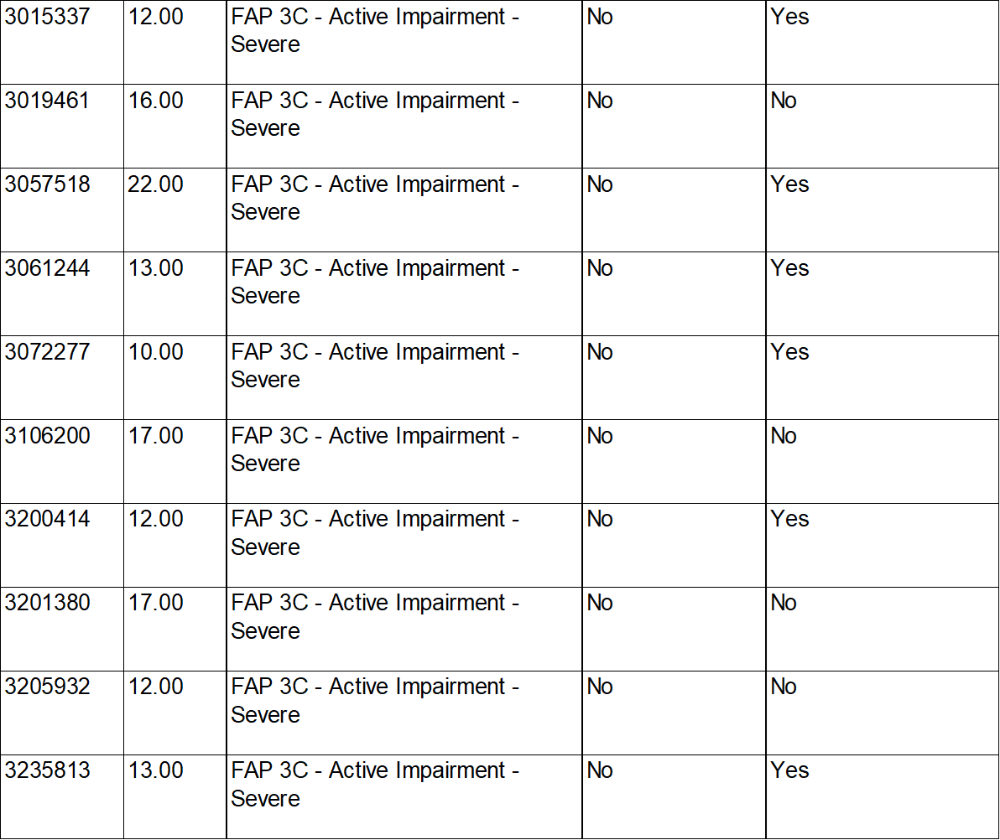 3015337 12.00 FAP 3C - Active Impairment - No Yes
Severe
3019461 16.00 FAP 3C - Active Impairment - No No
Severe
3057518 22.00 FAP 3C - Active Impairment - No Yes
Severe
3061244 13.00 FAP 3C - Active Impairment - No Yes
Severe
3072277 10.00 FAP 3C - Active Impairment - No Yes
Severe
3106200 17.00 FAP 3C - Active Impairment - No No
Severe
3200414 12.00 FAP 3C - Active Impairment - No Yes
Severe
3201380 17.00 FAP 3C - Active Impairment - No No
Severe
3205932 12.00 FAP 3C - Active Impairment - No No
Severe
3235813 13.00 FAP 3C - Active Impairment - No Yes
Severe